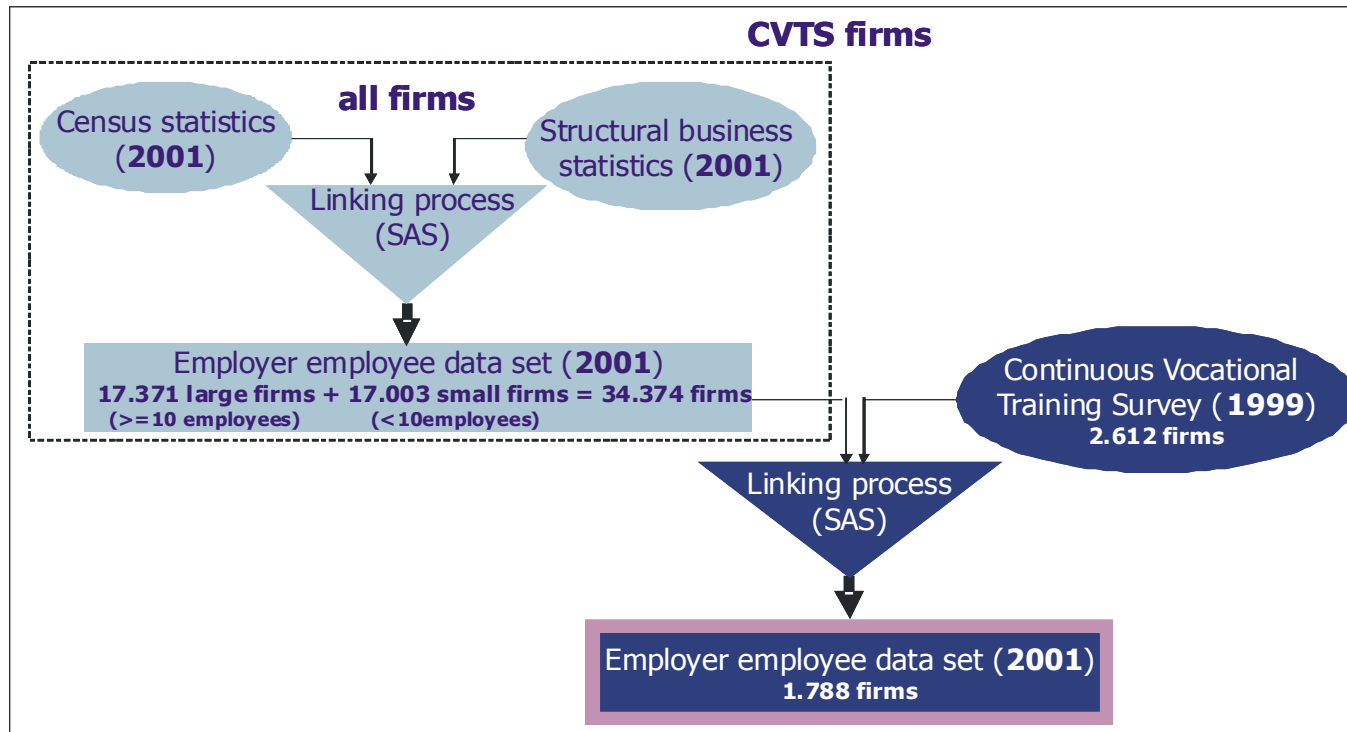 CVTS firms
all firms
Census statistics
(2001)
Structural business
statistics (2001)
Linking process
(SAS)
Employer employee data set (2001)
17.371 large firms + 17.003 small firms = 34.374 firms
(>=10 employees) (<10employees)
Continuous Vocational
Training Survey (1999)
2.612 firms
Linking process
(SAS)
Employer employee data set (2001)
1.788 firms